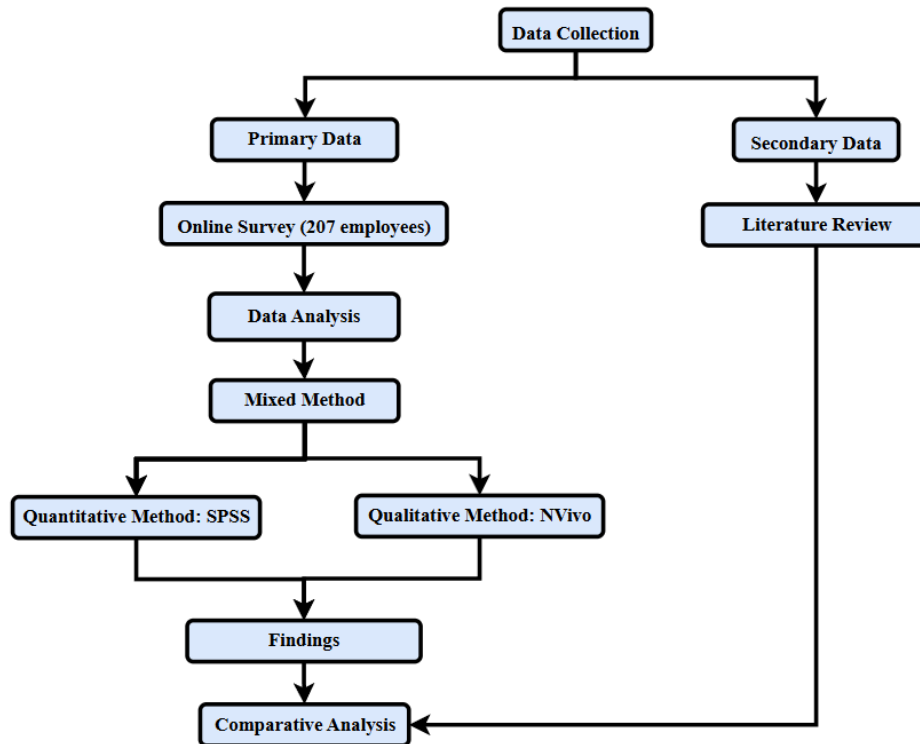 Data Collection
Primary Data
Secondary Data
Online Survey (207 employees)
Literature Review
Data Analysis
Mixed Method
Quantitative Method: SPSS
Qualitative Method: NVivo
Findings
Comparative Analysis